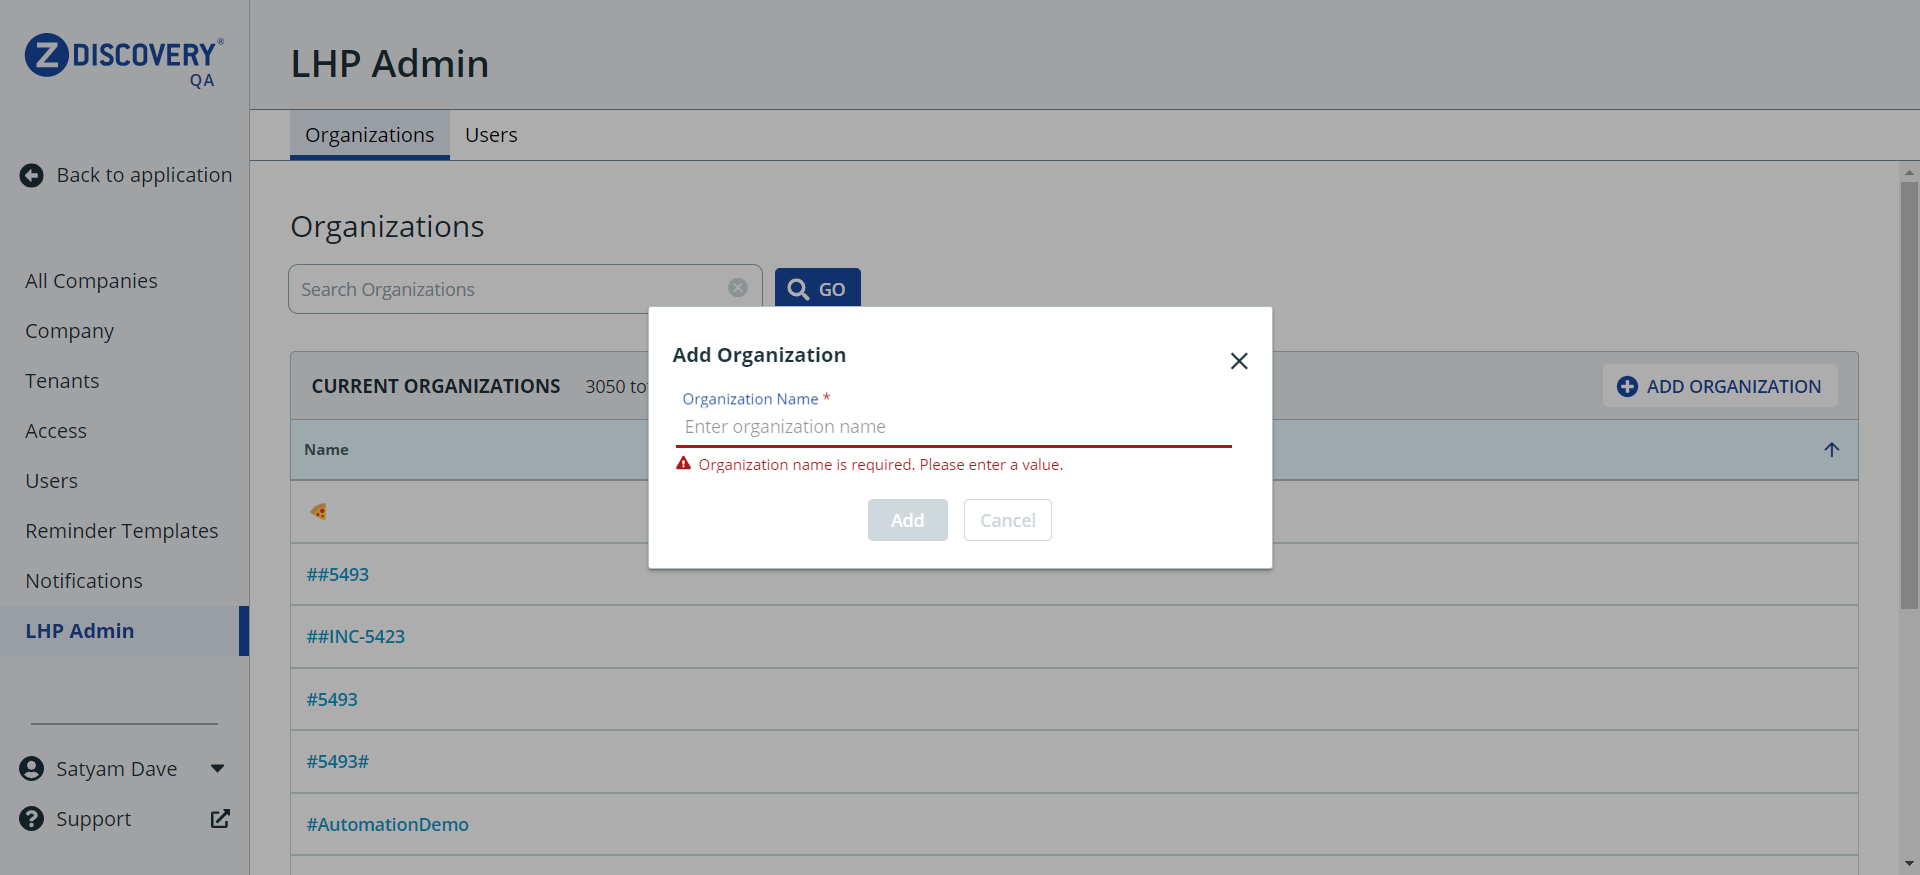 Z DISCOVERY®
QA
Back to application
All Companies
Company
Tenants
Access
Users
Reminder Templates
Notifications
LHP Admin
Satyam Dave
Support
LHP Admin
Organizations Users
Organizations
Search Organizations GO
CURRENT ORGANIZATIONS 3050 ADD ORGANIZATION
Name
##5493
##INC-5423
#5493
#5493#
#AutomationDemo
Add Organization
Organization Name *
Enter organization name
Organization name is required. Please enter a value.
Add Cancel